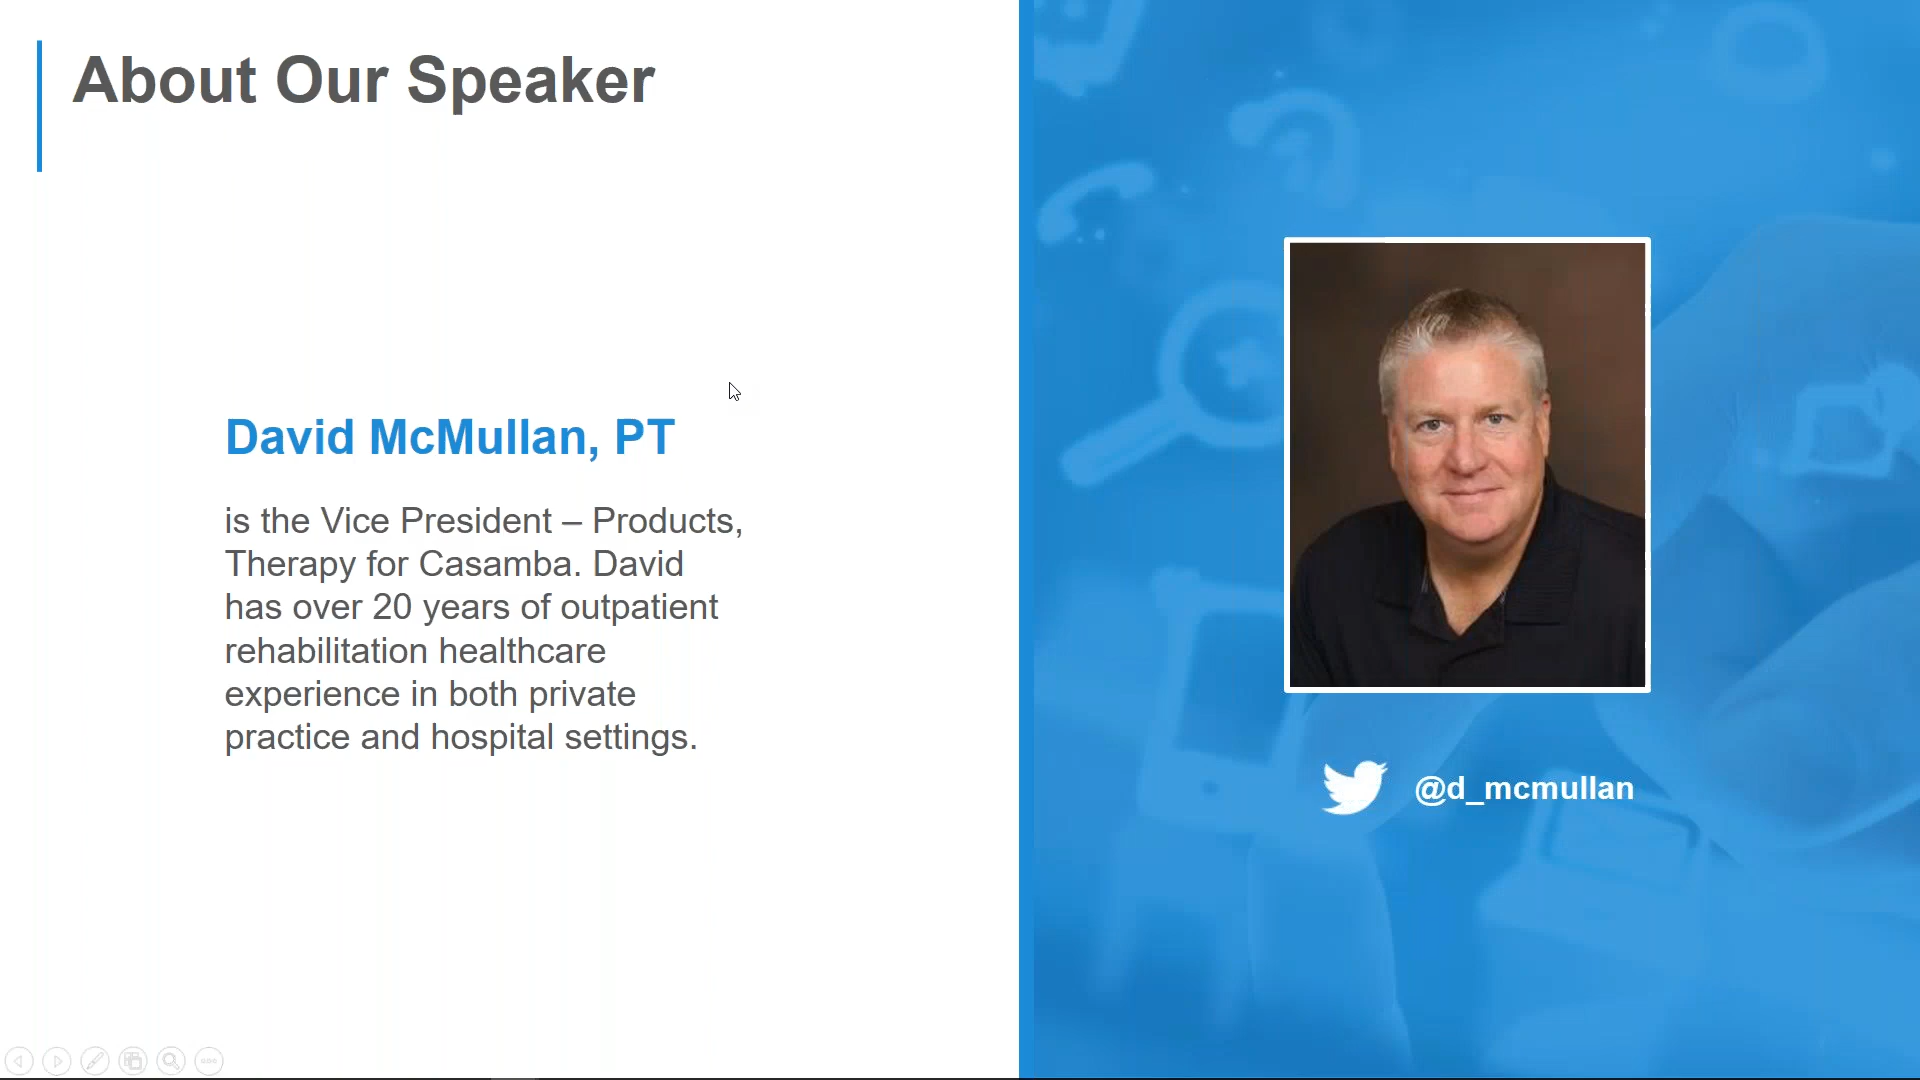 About Our Speaker
David McMullan, PT
is the Vice President – Products,
Therapy for Casamba. David
has over 20 years of outpatient
rehabilitation healthcare
experience in both private
practice and hospital settings.
@d_mcmullan